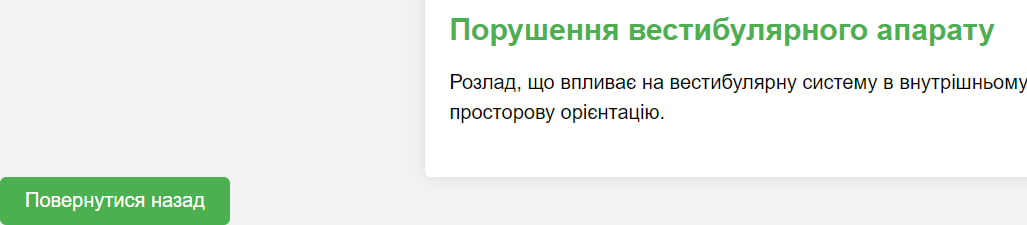 Порушення вестибулярного апарату
Розлад, що впливає на вестибулярну систему в внутрішньому
просторову орієнтацію.
Повернутися назад